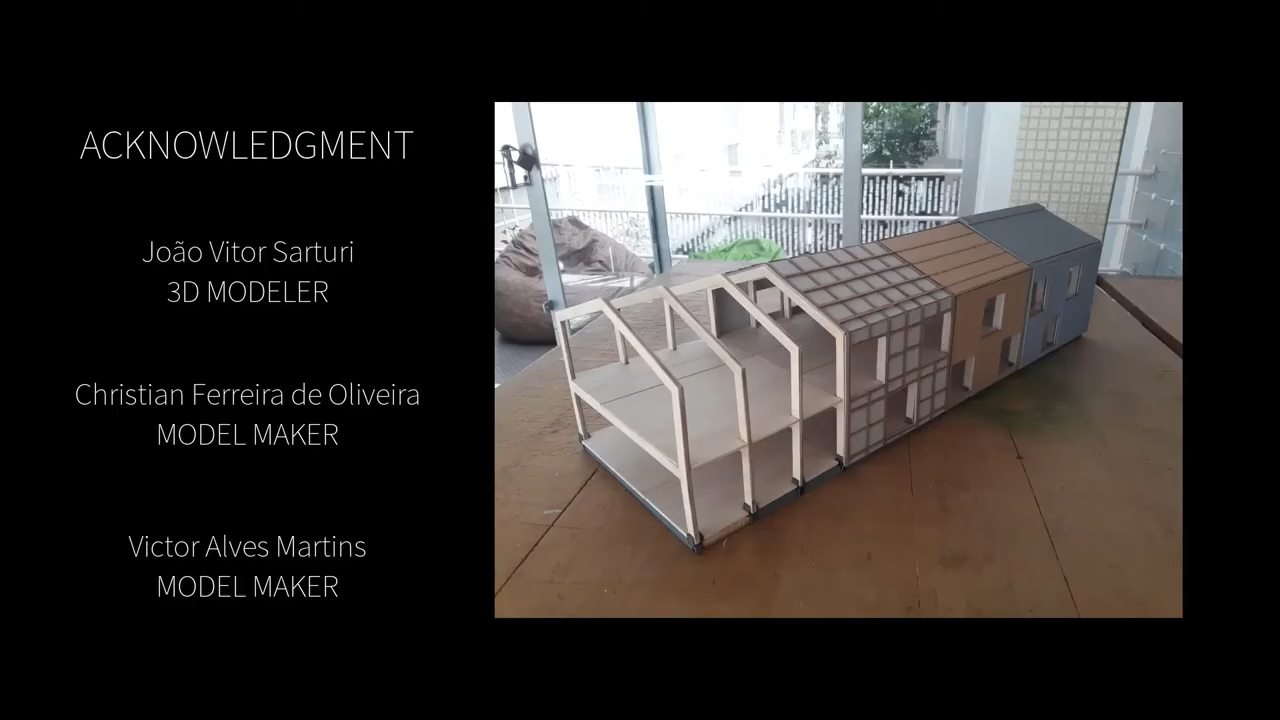 ACKNOWLEDGMENT
João Vitor Sarturi
3D MODELER
Christian Ferreira de Oliveira
MODEL MAKER
Victor Alves Martins
MODEL MAKER